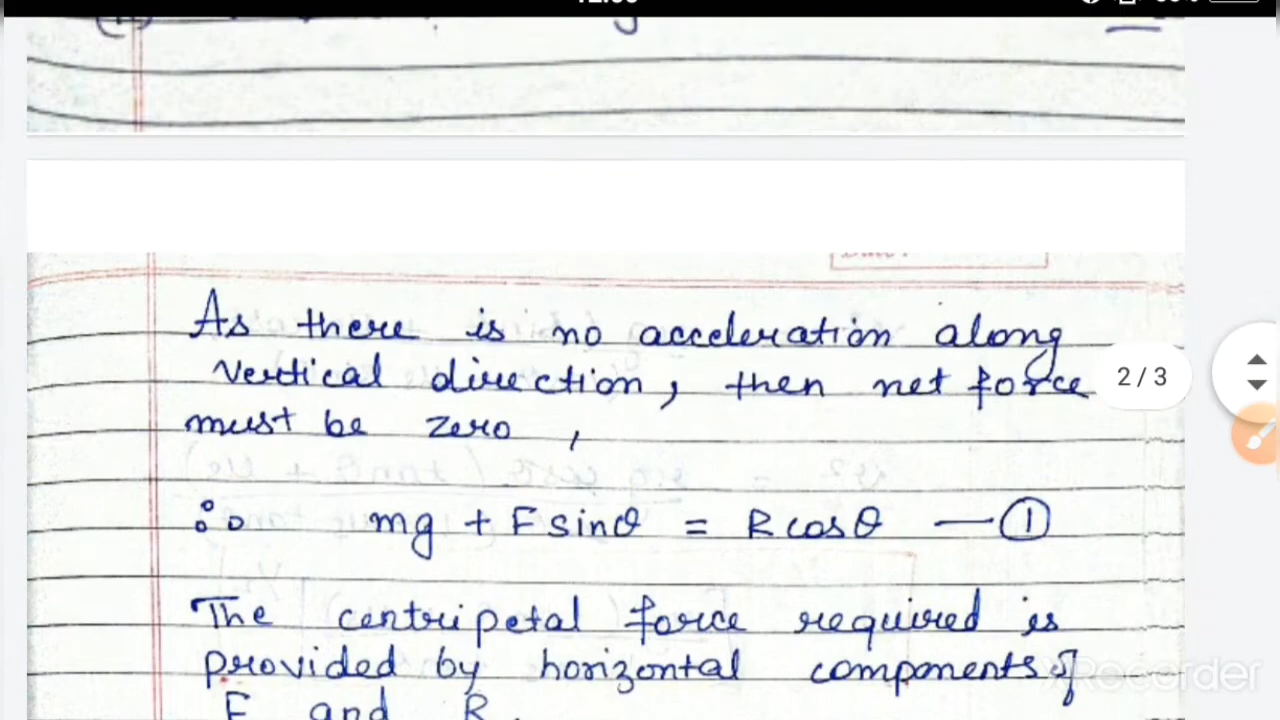 As there is no acceleration along
vertical direction, then net force
2 / 3
must be zero,
∴ mg + F sinθ = R cosθ — ①
The centripetal force required is
provided by horizontal components of
F and R.
XRecorder